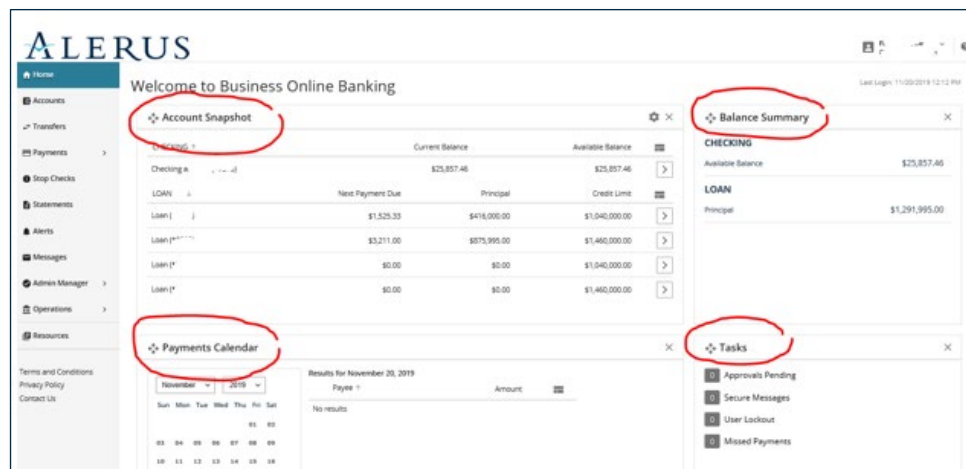 ALERUS
Home
Accounts
Transfers
Payments
Stop Checks
Statements
Alerts
Messages
Admin Manager
Operations
Resources
Terms and Conditions
Privacy Policy
Contact Us
Last Login: 11/20/2019 12:12 PM
Welcome to Business Online Banking
Account Snapshot
CHECKING Current Balance Available Balance
Checking $25,857.46 $25,857.46
LOAN Next Payment Due Principal Credit Limit
Loan ( $1,525.33 $416,000.00 $1,040,000.00
Loan (* $3,211.00 $875,995.00 $1,460,000.00
Loan (* $0.00 $0.00 $1,040,000.00
Loan (* $0.00 $0.00 $1,460,000.00
Balance Summary
CHECKING
Available Balance $25,857.46
LOAN
Principal $1,291,995.00
Payments Calendar
November 2019
Sun Mon Tue Wed Thu Fri Sat
01 02
03 04 05 06 07 08 09
10 11 12 13 14 15 16
Results for November 20, 2019
Payee Amount
No results
Tasks
0 Approvals Pending
0 Secure Messages
0 User Lockout
0 Missed Payments